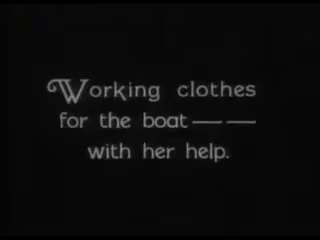 Working clothes
for the boat — —
with her help.